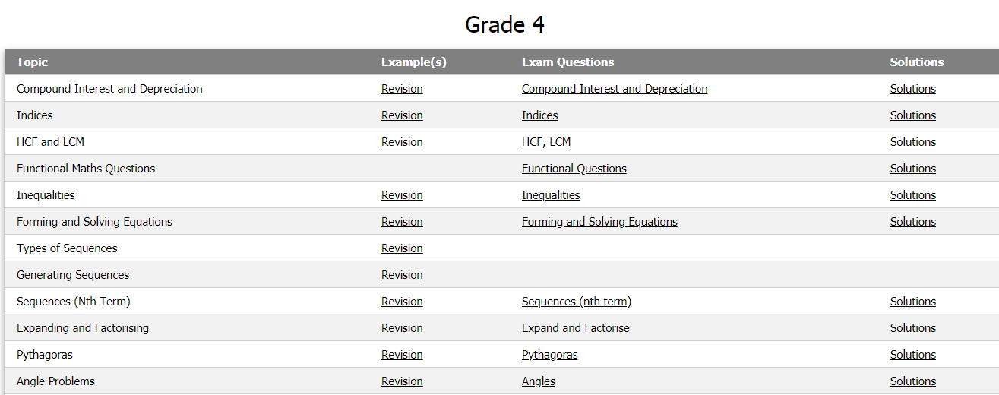 Grade 4
Topic Example(s) Exam Questions Solutions
Compound Interest and Depreciation Revision Compound Interest and Depreciation Solutions
Indices Revision Indices Solutions
HCF and LCM Revision HCF, LCM Solutions
Functional Maths Questions Functional Questions Solutions
Inequalities Revision Inequalities Solutions
Forming and Solving Equations Revision Forming and Solving Equations Solutions
Types of Sequences Revision
Generating Sequences Revision
Sequences (Nth Term) Revision Sequences (nth term) Solutions
Expanding and Factorising Revision Expand and Factorise Solutions
Pythagoras Revision Pythagoras Solutions
Angle Problems Revision Angles Solutions